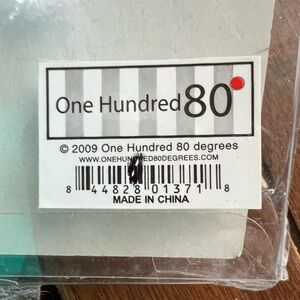 One Hundred 80°
© 2009 One Hundred 80 degrees
WWW.ONEHUNDRED80DEGREES.COM
8 44828 01371 8
MADE IN CHINA